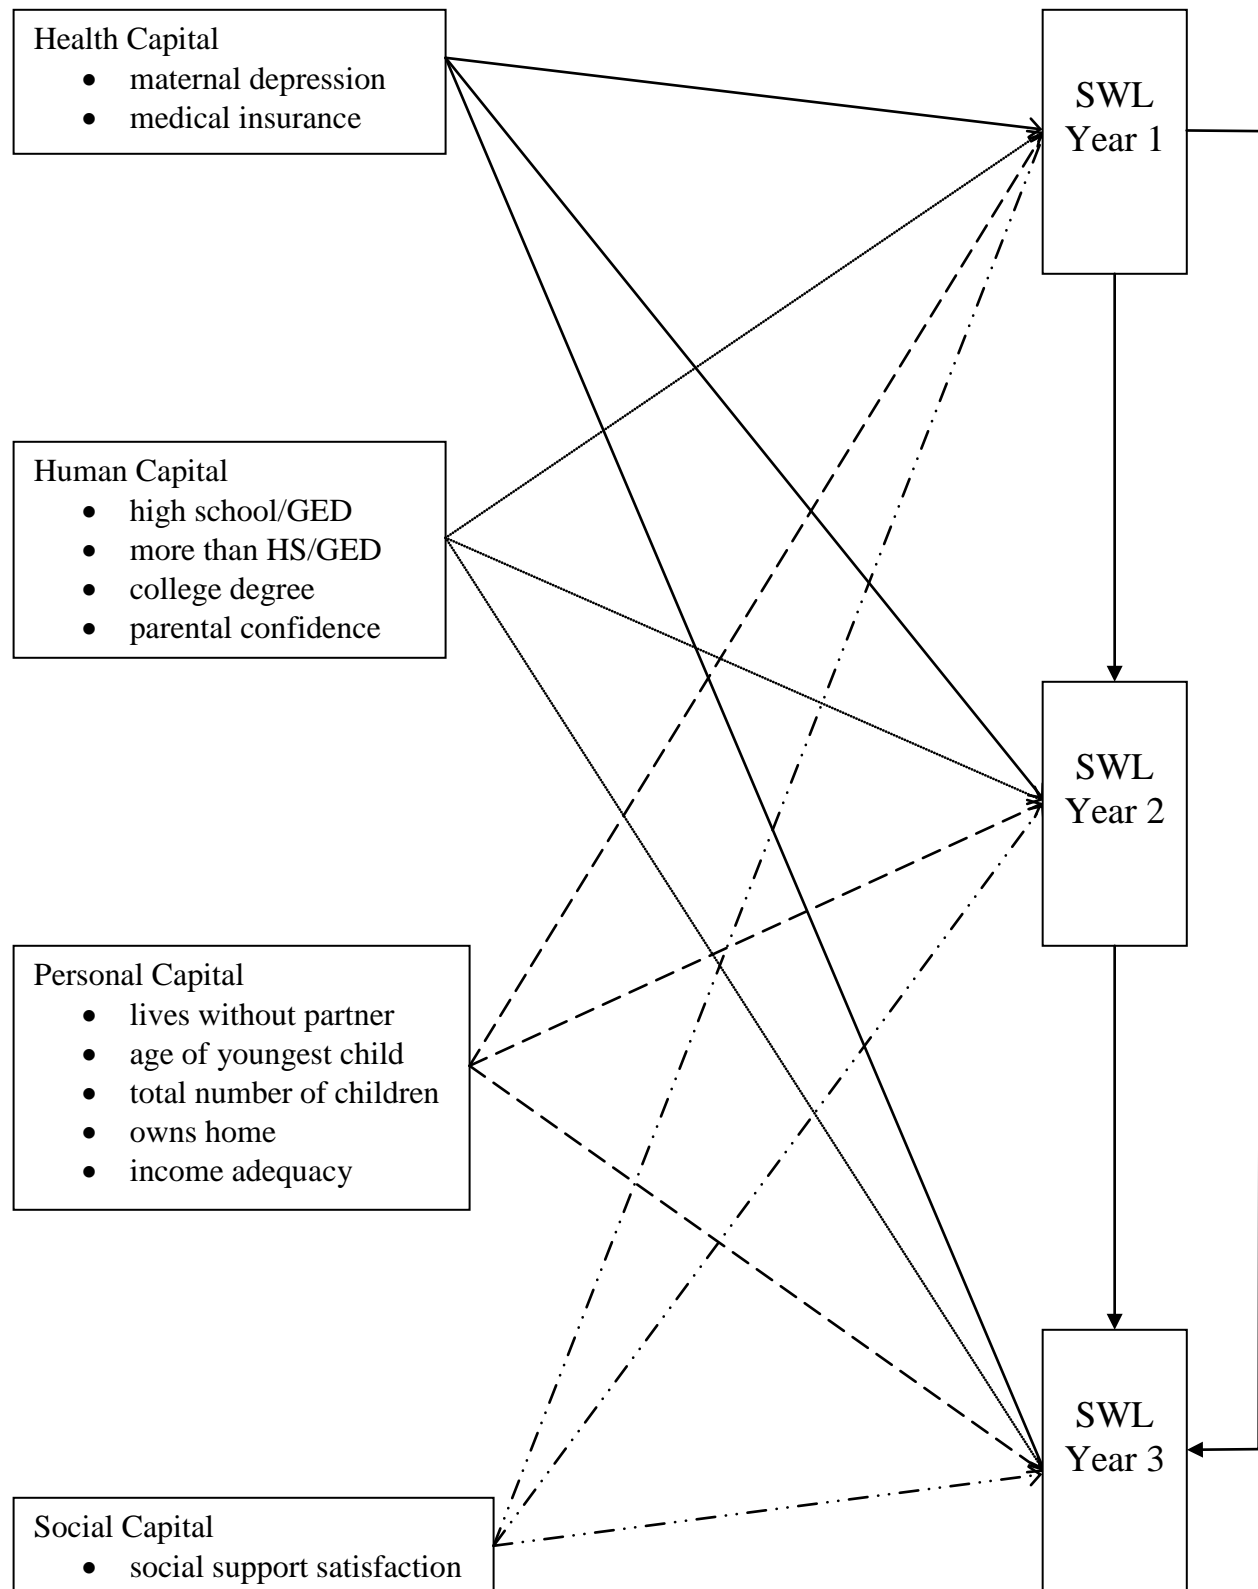 Health Capital
• maternal depression
• medical insurance
SWL
Year 1
Human Capital
• high school/GED
• more than HS/GED
• college degree
• parental confidence
SWL
Year 2
Personal Capital
• lives without partner
• age of youngest child
• total number of children
• owns home
• income adequacy
SWL
Year 3
Social Capital
• social support satisfaction